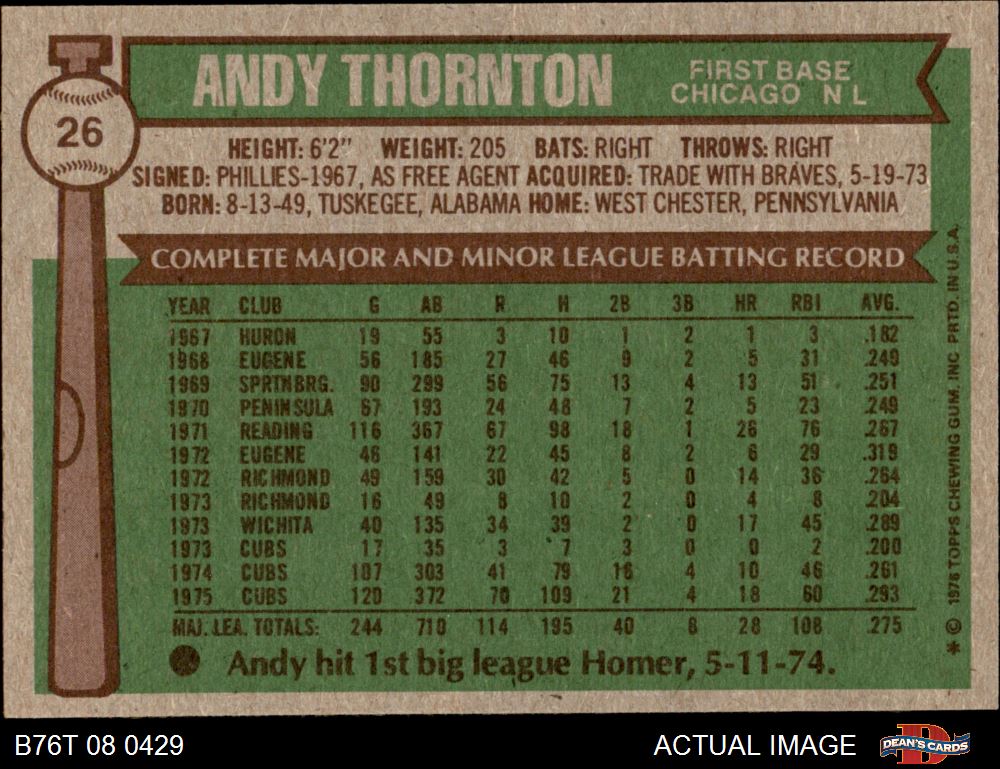 26
ANDY THORNTON
FIRST BASE
CHICAGO N L
HEIGHT: 6'2" WEIGHT: 205 BATS: RIGHT THROWS: RIGHT
SIGNED: PHILLIES-1967, AS FREE AGENT ACQUIRED: TRADE WITH BRAVES, 5-19-73
BORN: 8-13-49, TUSKEGEE, ALABAMA HOME: WEST CHESTER, PENNSYLVANIA
COMPLETE MAJOR AND MINOR LEAGUE BATTING RECORD
YEAR CLUB G AB R H 2B 3B HR RBI AVG.
1967 HURON 19 55 3 10 1 2 1 3 .182
1968 EUGENE 56 185 27 46 9 2 5 31 .249
1969 SPRTNBRG. 90 299 56 75 13 4 13 51 .251
1970 PENINSULA 67 193 24 48 7 2 5 23 .249
1971 READING 116 367 67 98 18 1 26 76 .267
1972 EUGENE 46 141 22 45 8 2 6 29 .319
1972 RICHMOND 49 159 30 42 5 0 14 36 .264
1973 RICHMOND 16 49 8 10 2 0 4 8 .204
1973 WICHITA 40 135 34 39 2 0 17 45 .289
1973 CUBS 17 35 3 7 3 0 0 2 .200
1974 CUBS 107 303 41 79 16 4 10 46 .261
1975 CUBS 120 372 70 109 21 4 18 60 .293
MAJ. LEA. TOTALS: 244 710 114 195 40 8 28 108 .275
Andy hit 1st big league Homer, 5-11-74.
* © 1976 TOPPS CHEWING GUM, INC. PRTD. IN U.S.A.
B76T 08 0429
ACTUAL IMAGE
DEAN'S CARDS